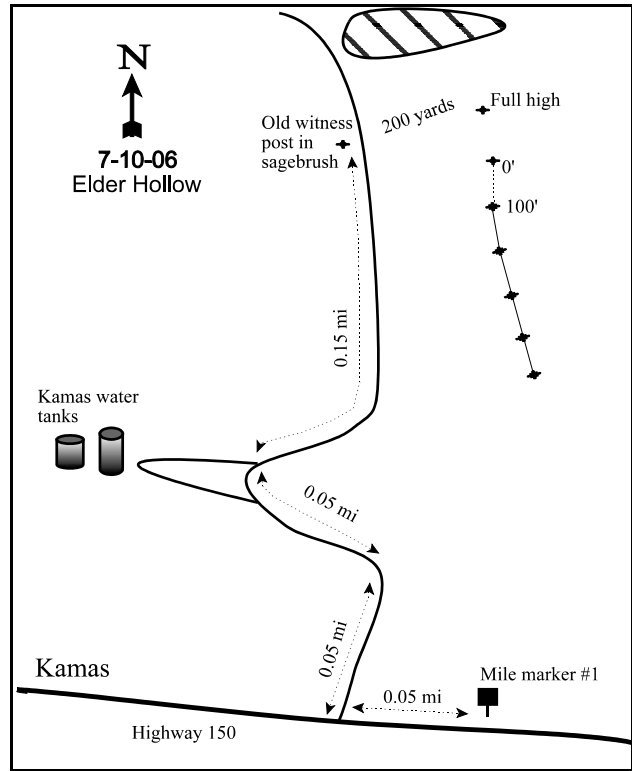 N
7-10-06
Elder Hollow
Old witness
post in
sagebrush
200 yards
Full high
0'
100'
0.15 mi
Kamas water
tanks
0.05 mi
0.05 mi
Kamas
Mile marker #1
0.05 mi
Highway 150